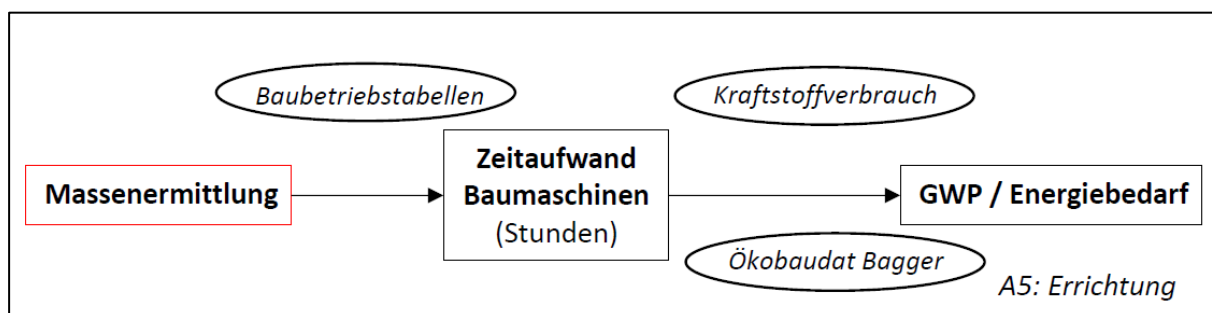 Baubetriebstabellen
Kraftstoffverbrauch
Massenermittlung
Zeitaufwand
Baumaschinen
(Stunden)
GWP / Energiebedarf
Ökobaudat Bagger
A5: Errichtung